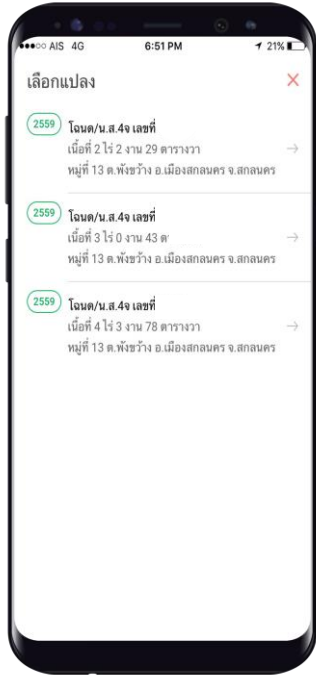 AIS 4G 6:51 PM 21%
เลือกแปลง
2559 โฉนด/น.ส.4จ เลขที่
เนื้อที่ 2 ไร่ 2 งาน 29 ตารางวา
หมู่ที่ 13 ต.พังขว้าง อ.เมืองสกลนคร จ.สกลนคร
2559 โฉนด/น.ส.4จ เลขที่
เนื้อที่ 3 ไร่ 0 งาน 43 ต
หมู่ที่ 13 ต.พังขว้าง อ.เมืองสกลนคร จ.สกลนคร
2559 โฉนด/น.ส.4จ เลขที่
เนื้อที่ 4 ไร่ 3 งาน 78 ตารางวา
หมู่ที่ 13 ต.พังขว้าง อ.เมืองสกลนคร จ.สกลนคร